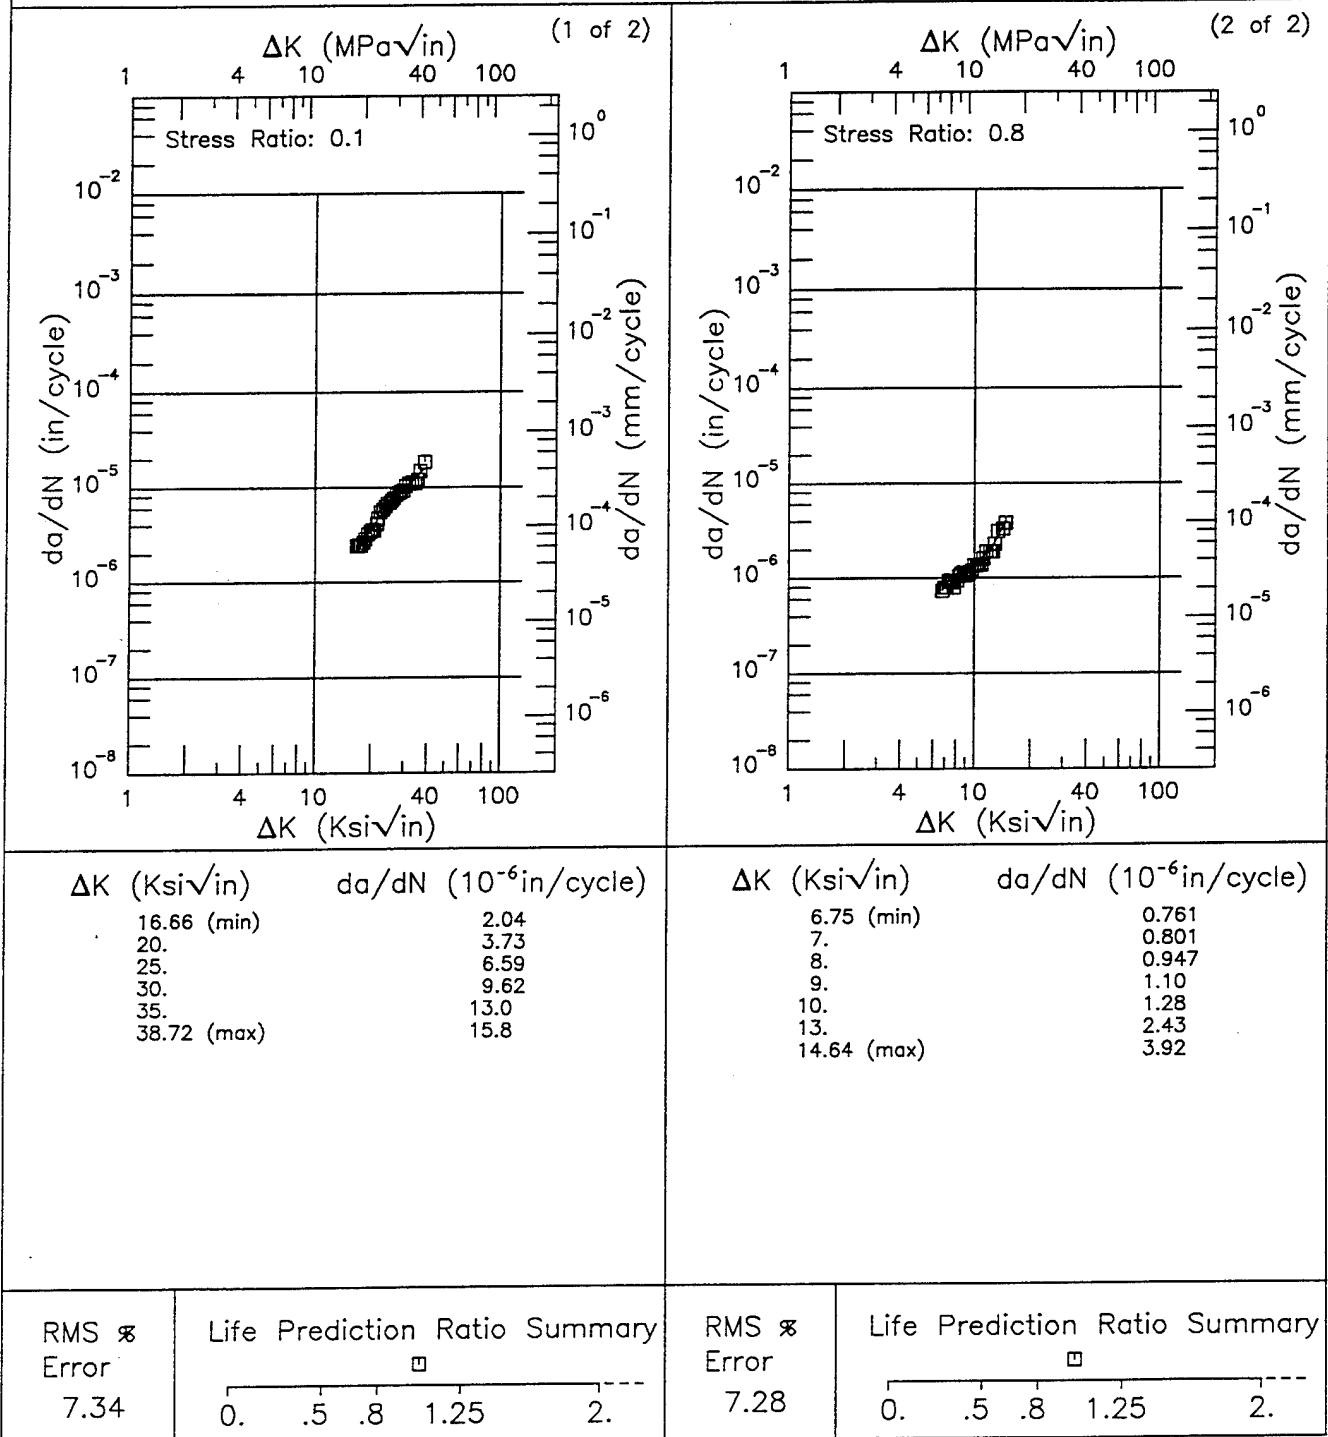 (1 of 2)
ΔK (MPa√in)
1 4 10 40 100
Stress Ratio: 0.1
da/dN (in/cycle)
10⁻² 10⁻³ 10⁻⁴ 10⁻⁵ 10⁻⁶ 10⁻⁷ 10⁻⁸
da/dN (mm/cycle)
10⁰ 10⁻¹ 10⁻² 10⁻³ 10⁻⁴ 10⁻⁵ 10⁻⁶
1 4 10 40 100
ΔK (Ksi√in)
ΔK (Ksi√in) da/dN (10⁻⁶in/cycle)
16.66 (min) 2.04
20. 3.73
25. 6.59
30. 9.62
35. 13.0
38.72 (max) 15.8
RMS % Life Prediction Ratio Summary
Error
7.34
0. .5 .8 1.25 2.
(2 of 2)
ΔK (MPa√in)
1 4 10 40 100
Stress Ratio: 0.8
da/dN (in/cycle)
10⁻² 10⁻³ 10⁻⁴ 10⁻⁵ 10⁻⁶ 10⁻⁷ 10⁻⁸
da/dN (mm/cycle)
10⁰ 10⁻¹ 10⁻² 10⁻³ 10⁻⁴ 10⁻⁵ 10⁻⁶
1 4 10 40 100
ΔK (Ksi√in)
ΔK (Ksi√in) da/dN (10⁻⁶in/cycle)
6.75 (min) 0.761
7. 0.801
8. 0.947
9. 1.10
10. 1.28
13. 2.43
14.64 (max) 3.92
RMS % Life Prediction Ratio Summary
Error
7.28
0. .5 .8 1.25 2.